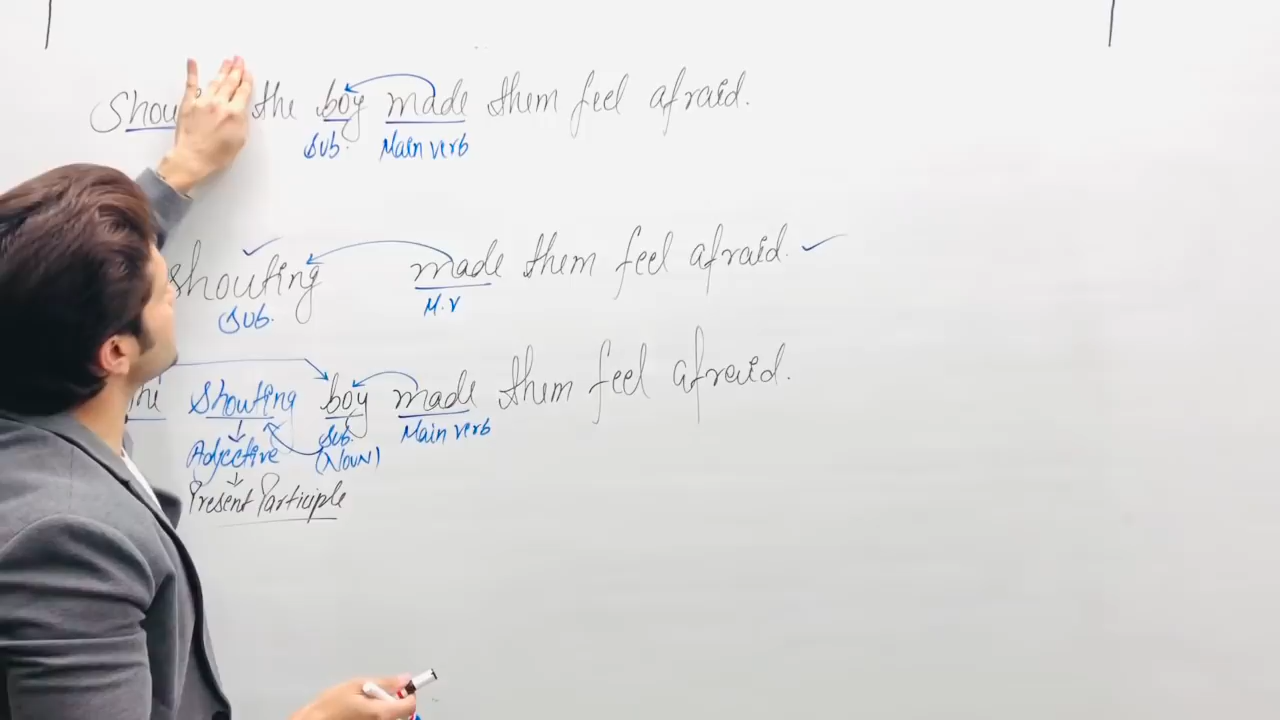 Shou the boy made them feel afraid.
Sub. Main verb
shouting made them feel afraid.
Sub. M.V
Shouting boy made them feel afraid.
Adjective Sub. Main verb
(Noun)
Present Participle